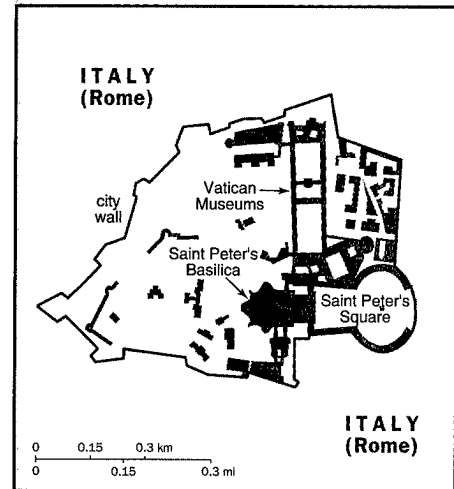 ITALY
(Rome)
Vatican
Museums
city
wall
Saint Peter's
Basilica
Saint Peter's
Square
ITALY
(Rome)
0 0.15 0.3 km
0 0.15 0.3 mi